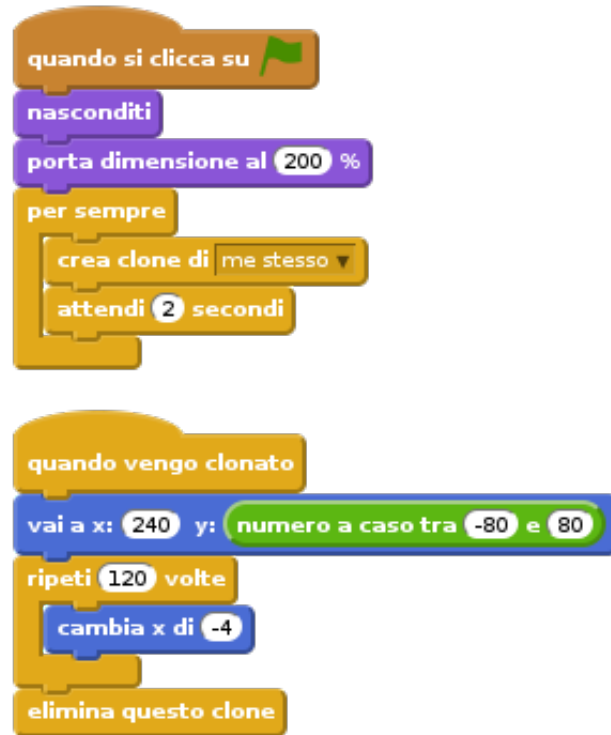 quando si clicca su
nasconditi
porta dimensione al 200 %
per sempre
crea clone di me stesso
attendi 2 secondi
quando vengo clonato
vai a x: 240 y: numero a caso tra -80 e 80
ripeti 120 volte
cambia x di -4
elimina questo clone